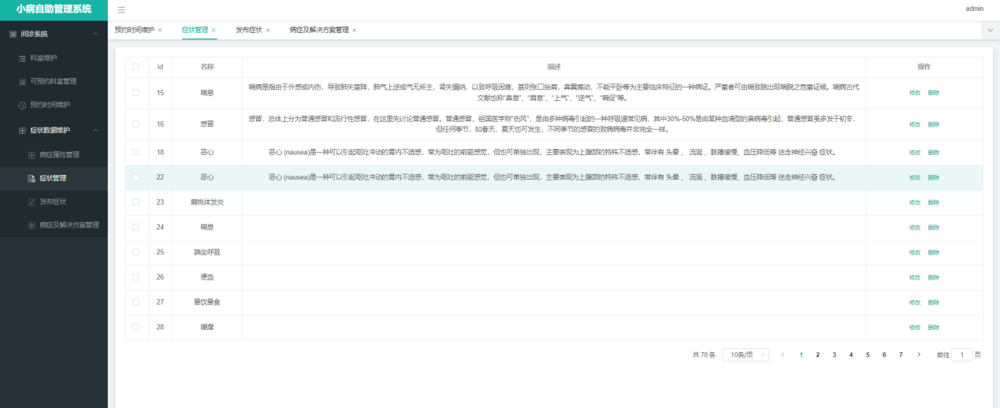 小病自助管理系统
admin
问诊系统
科室维护
可预约科室管理
预约时间维护
症状数据维护
病症属性管理
症状管理
发布症状
病症及解决方案管理
预约时间维护 × 症状管理 × 发布症状 × 病症及解决方案管理 ×
id 名称 描述 操作
15 喘息 喘病是指由于外感或内伤，导致肺失宣降，肺气上逆或气无所主，肾失摄纳，以致呼吸困难，甚则张口抬肩，鼻翼煽动，不能平卧等为主要临床特征的一种病证。严重者可由喘致脱出现喘脱之危重证候。喘病古代
文献也称“鼻息”、“肩息”、“上气”、“逆气”、“喘促”等。
修改 删除
16 感冒 感冒，总体上分为普通感冒和流行性感冒，在这里先讨论普通感冒。普通感冒，祖国医学称“伤风”，是由多种病毒引起的一种呼吸道常见病，其中30%-50%是由某种血清型的鼻病毒引起，普通感冒虽多发于初冬，
但任何季节，如春天，夏天也可发生，不同季节的感冒的致病病毒并非完全一样。
修改 删除
18 恶心 恶心 (nausea)是一种可以引起呕吐冲动的胃内不适感，常为呕吐的前驱感觉，但也可单独出现，主要表现为上腹部的特殊不适感，常伴有 头晕 、 流涎 、脉搏缓慢、血压降低等 迷走神经兴奋 症状。 修改 删除
22 恶心 恶心 (nausea)是一种可以引起呕吐冲动的胃内不适感，常为呕吐的前驱感觉，但也可单独出现，主要表现为上腹部的特殊不适感，常伴有 头晕 、 流涎 、脉搏缓慢、血压降低等 迷走神经兴奋 症状。 修改 删除
23 扁桃体发炎 修改 删除
24 喘息 修改 删除
25 端坐呼吸 修改 删除
26 便血 修改 删除
27 暴饮暴食 修改 删除
28 嗳腐 修改 删除
共 70 条 10条/页 < 1 2 3 4 5 6 7 > 前往 1 页